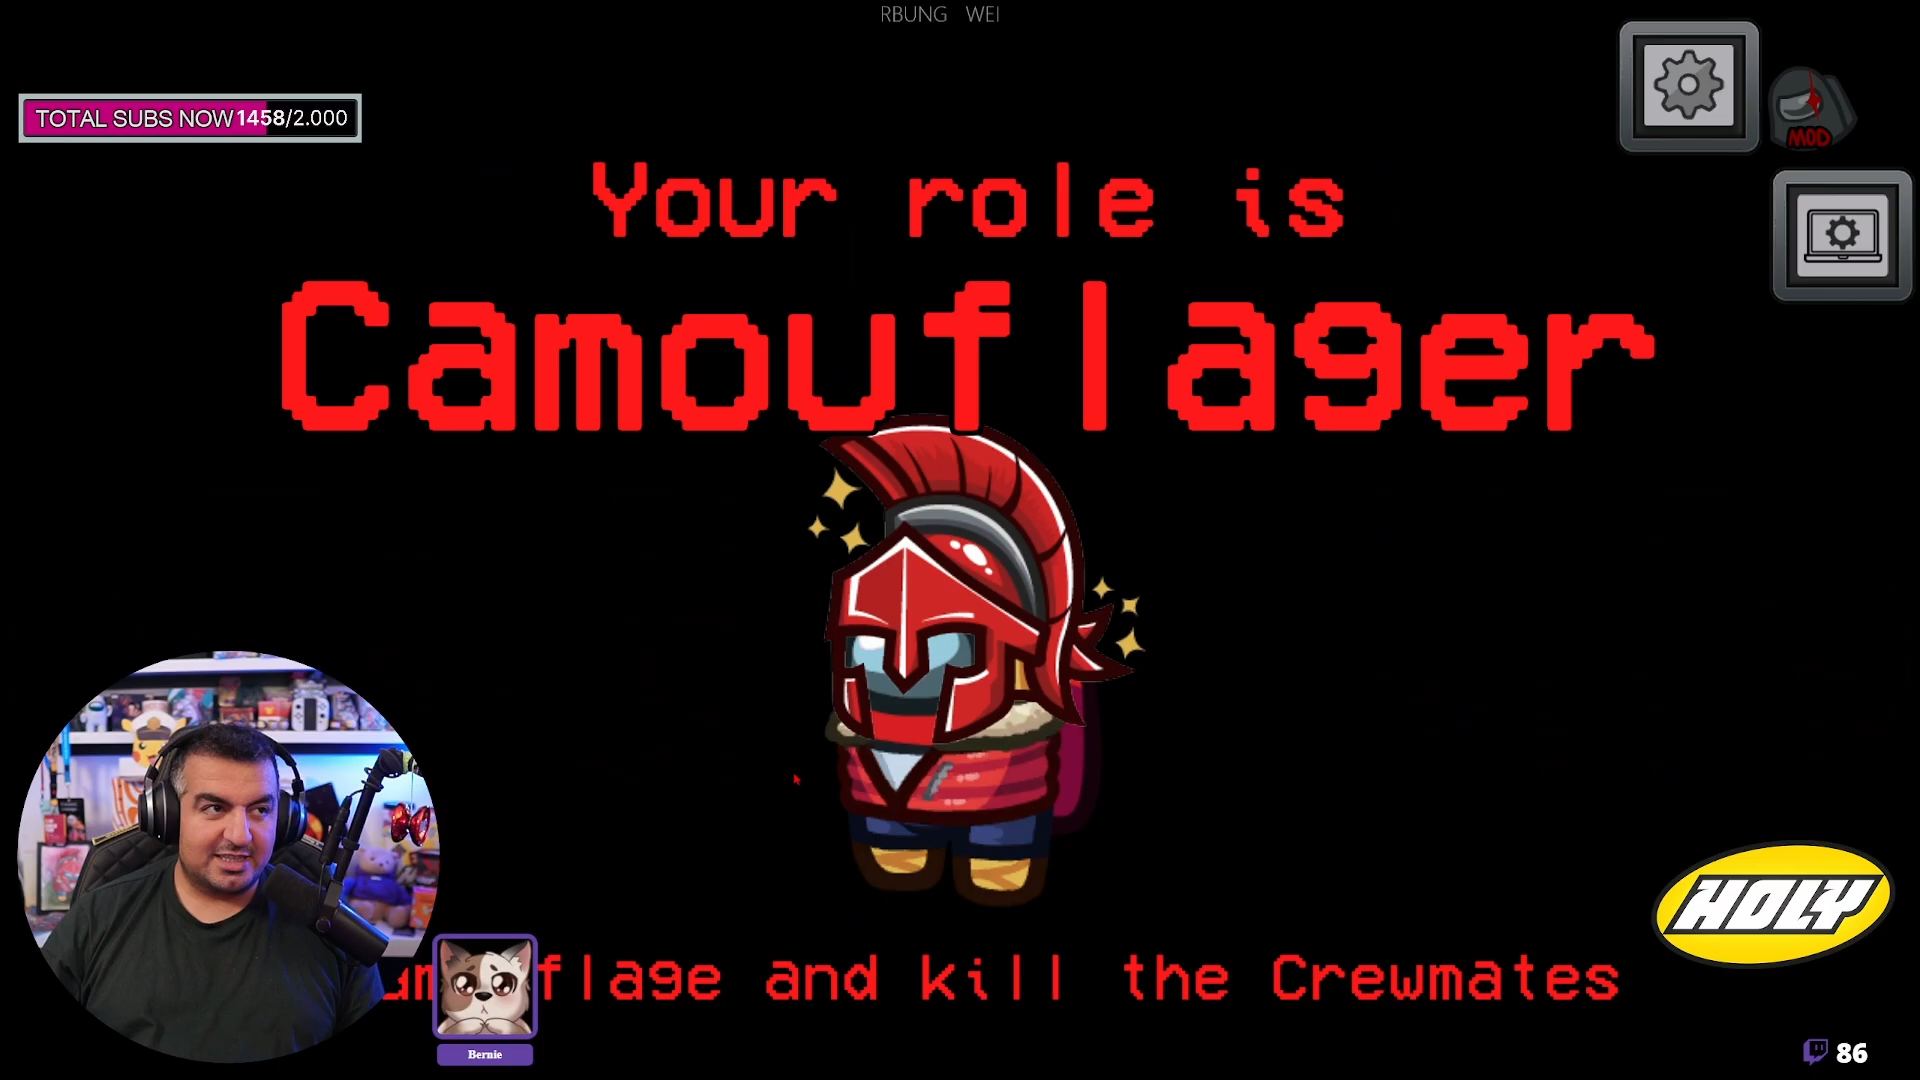 RBUNG WEI
TOTAL SUBS NOW 1458/2.000
MOD
Your role is
Camouflager
flage and kill the Crewmates
HOLY
Bernie
86